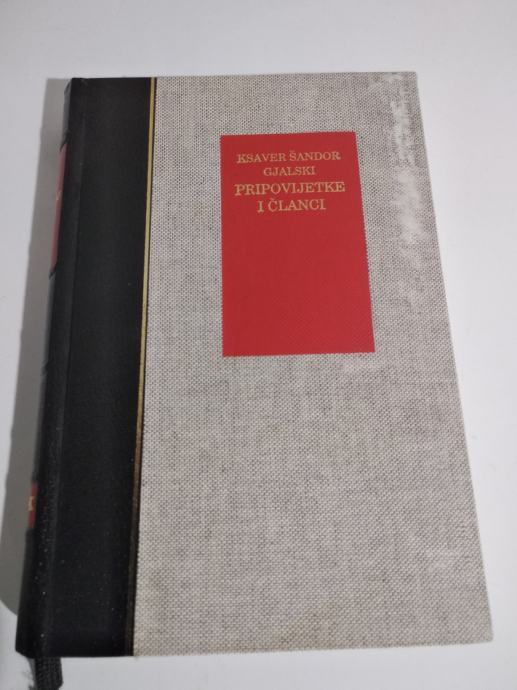 KSAVER ŠANDOR
GJALSKI
PRIPOVIJETKE
I ČLANCI